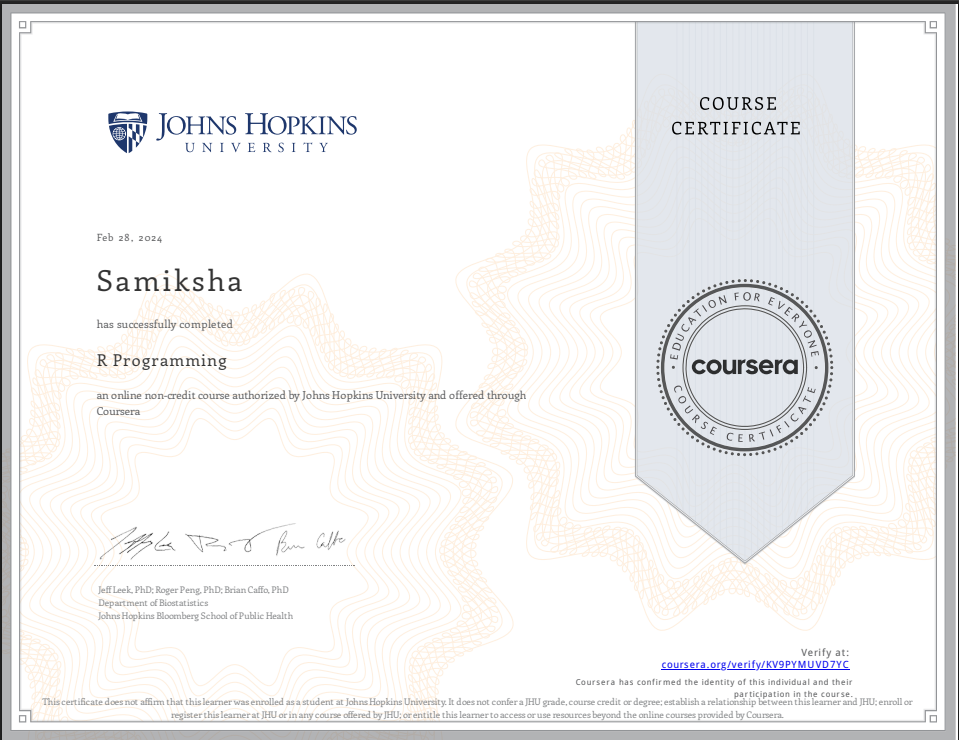 JOHNS HOPKINS
UNIVERSITY
COURSE
CERTIFICATE
Feb 28, 2024
Samiksha
has successfully completed
R Programming
an online non-credit course authorized by Johns Hopkins University and offered through
Coursera
EDUCATION FOR EVERYONE
coursera
COURSE CERTIFICATE
Jeff Leek, PhD; Roger Peng, PhD; Brian Caffo, PhD
Department of Biostatistics
Johns Hopkins Bloomberg School of Public Health
Verify at:
coursera.org/verify/KV9PYMUVD7YC
Coursera has confirmed the identity of this individual and their
participation in the course.
This certificate does not affirm that this learner was enrolled as a student at Johns Hopkins University. It does not confer a JHU grade, course credit or degree; establish a relationship between this learner and JHU; enroll or
register this learner at JHU or in any course offered by JHU; or entitle this learner to access or use resources beyond the online courses provided by Coursera.